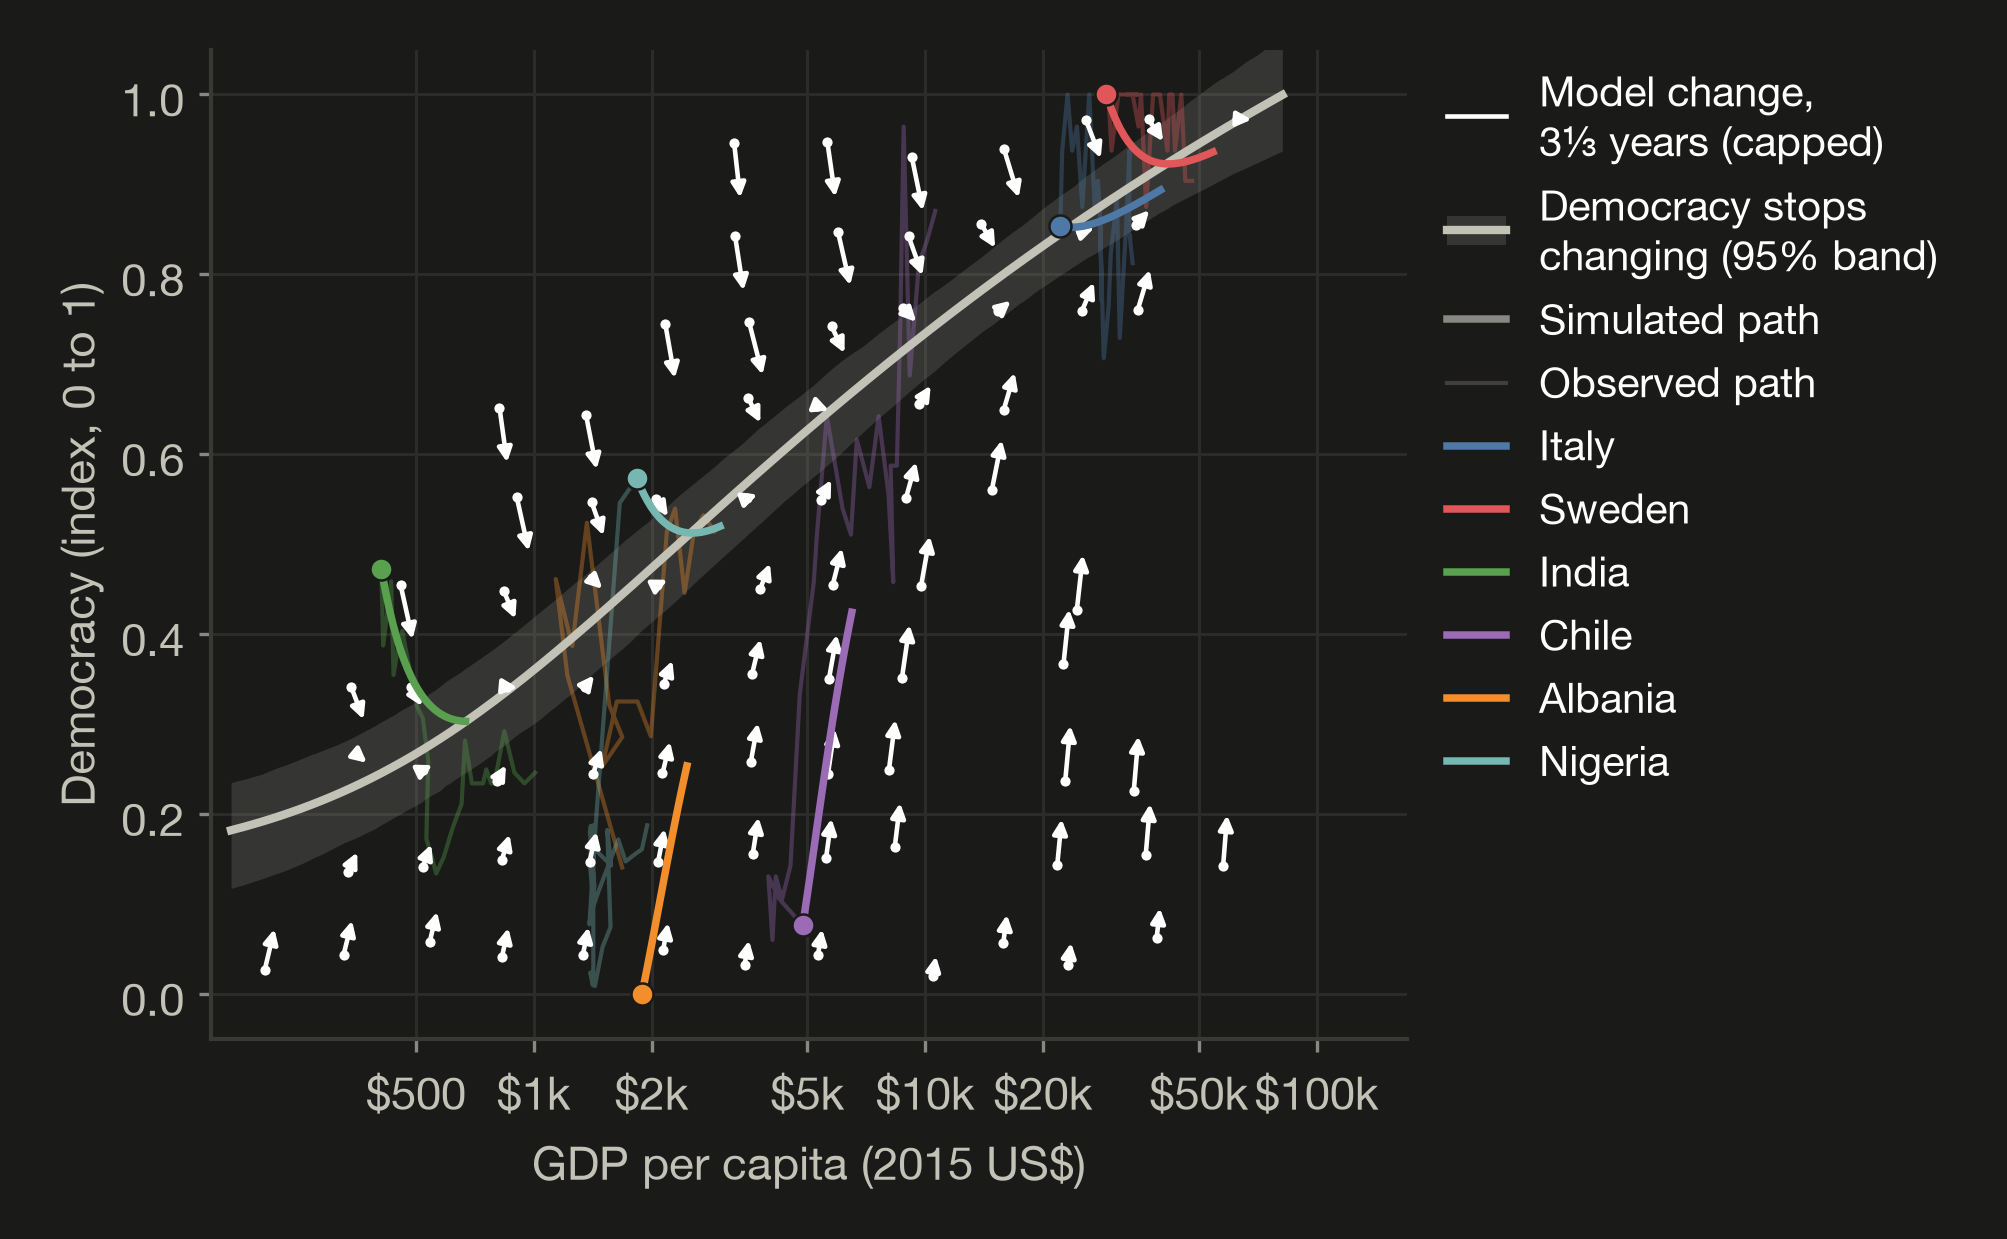 1.0
0.8
0.6
0.4
0.2
0.0
Democracy (index, 0 to 1)
$500
$1k
$2k
$5k
$10k
$20k
$50k
$100k
GDP per capita (2015 US$)
Model change,
3⅓ years (capped)
Democracy stops
changing (95% band)
Simulated path
Observed path
Italy
Sweden
India
Chile
Albania
Nigeria